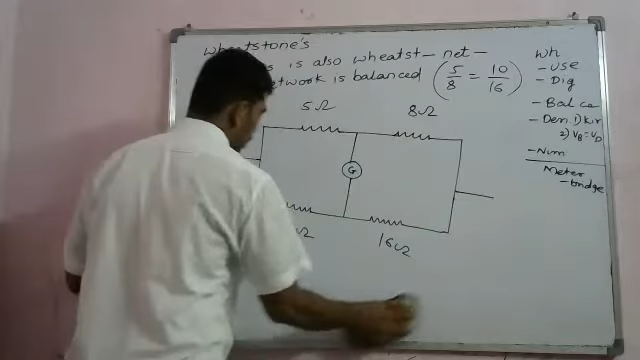 Wheatstone's
s is also wheatst— net—
etwork is balanced (5/8 = 10/16)
5Ω
8Ω
G
Ω
16Ω
Wh
- Use
- Dig
- Bal co
- Den. 1) Kir
2) VB = VD
- Num
Meter
- bridge